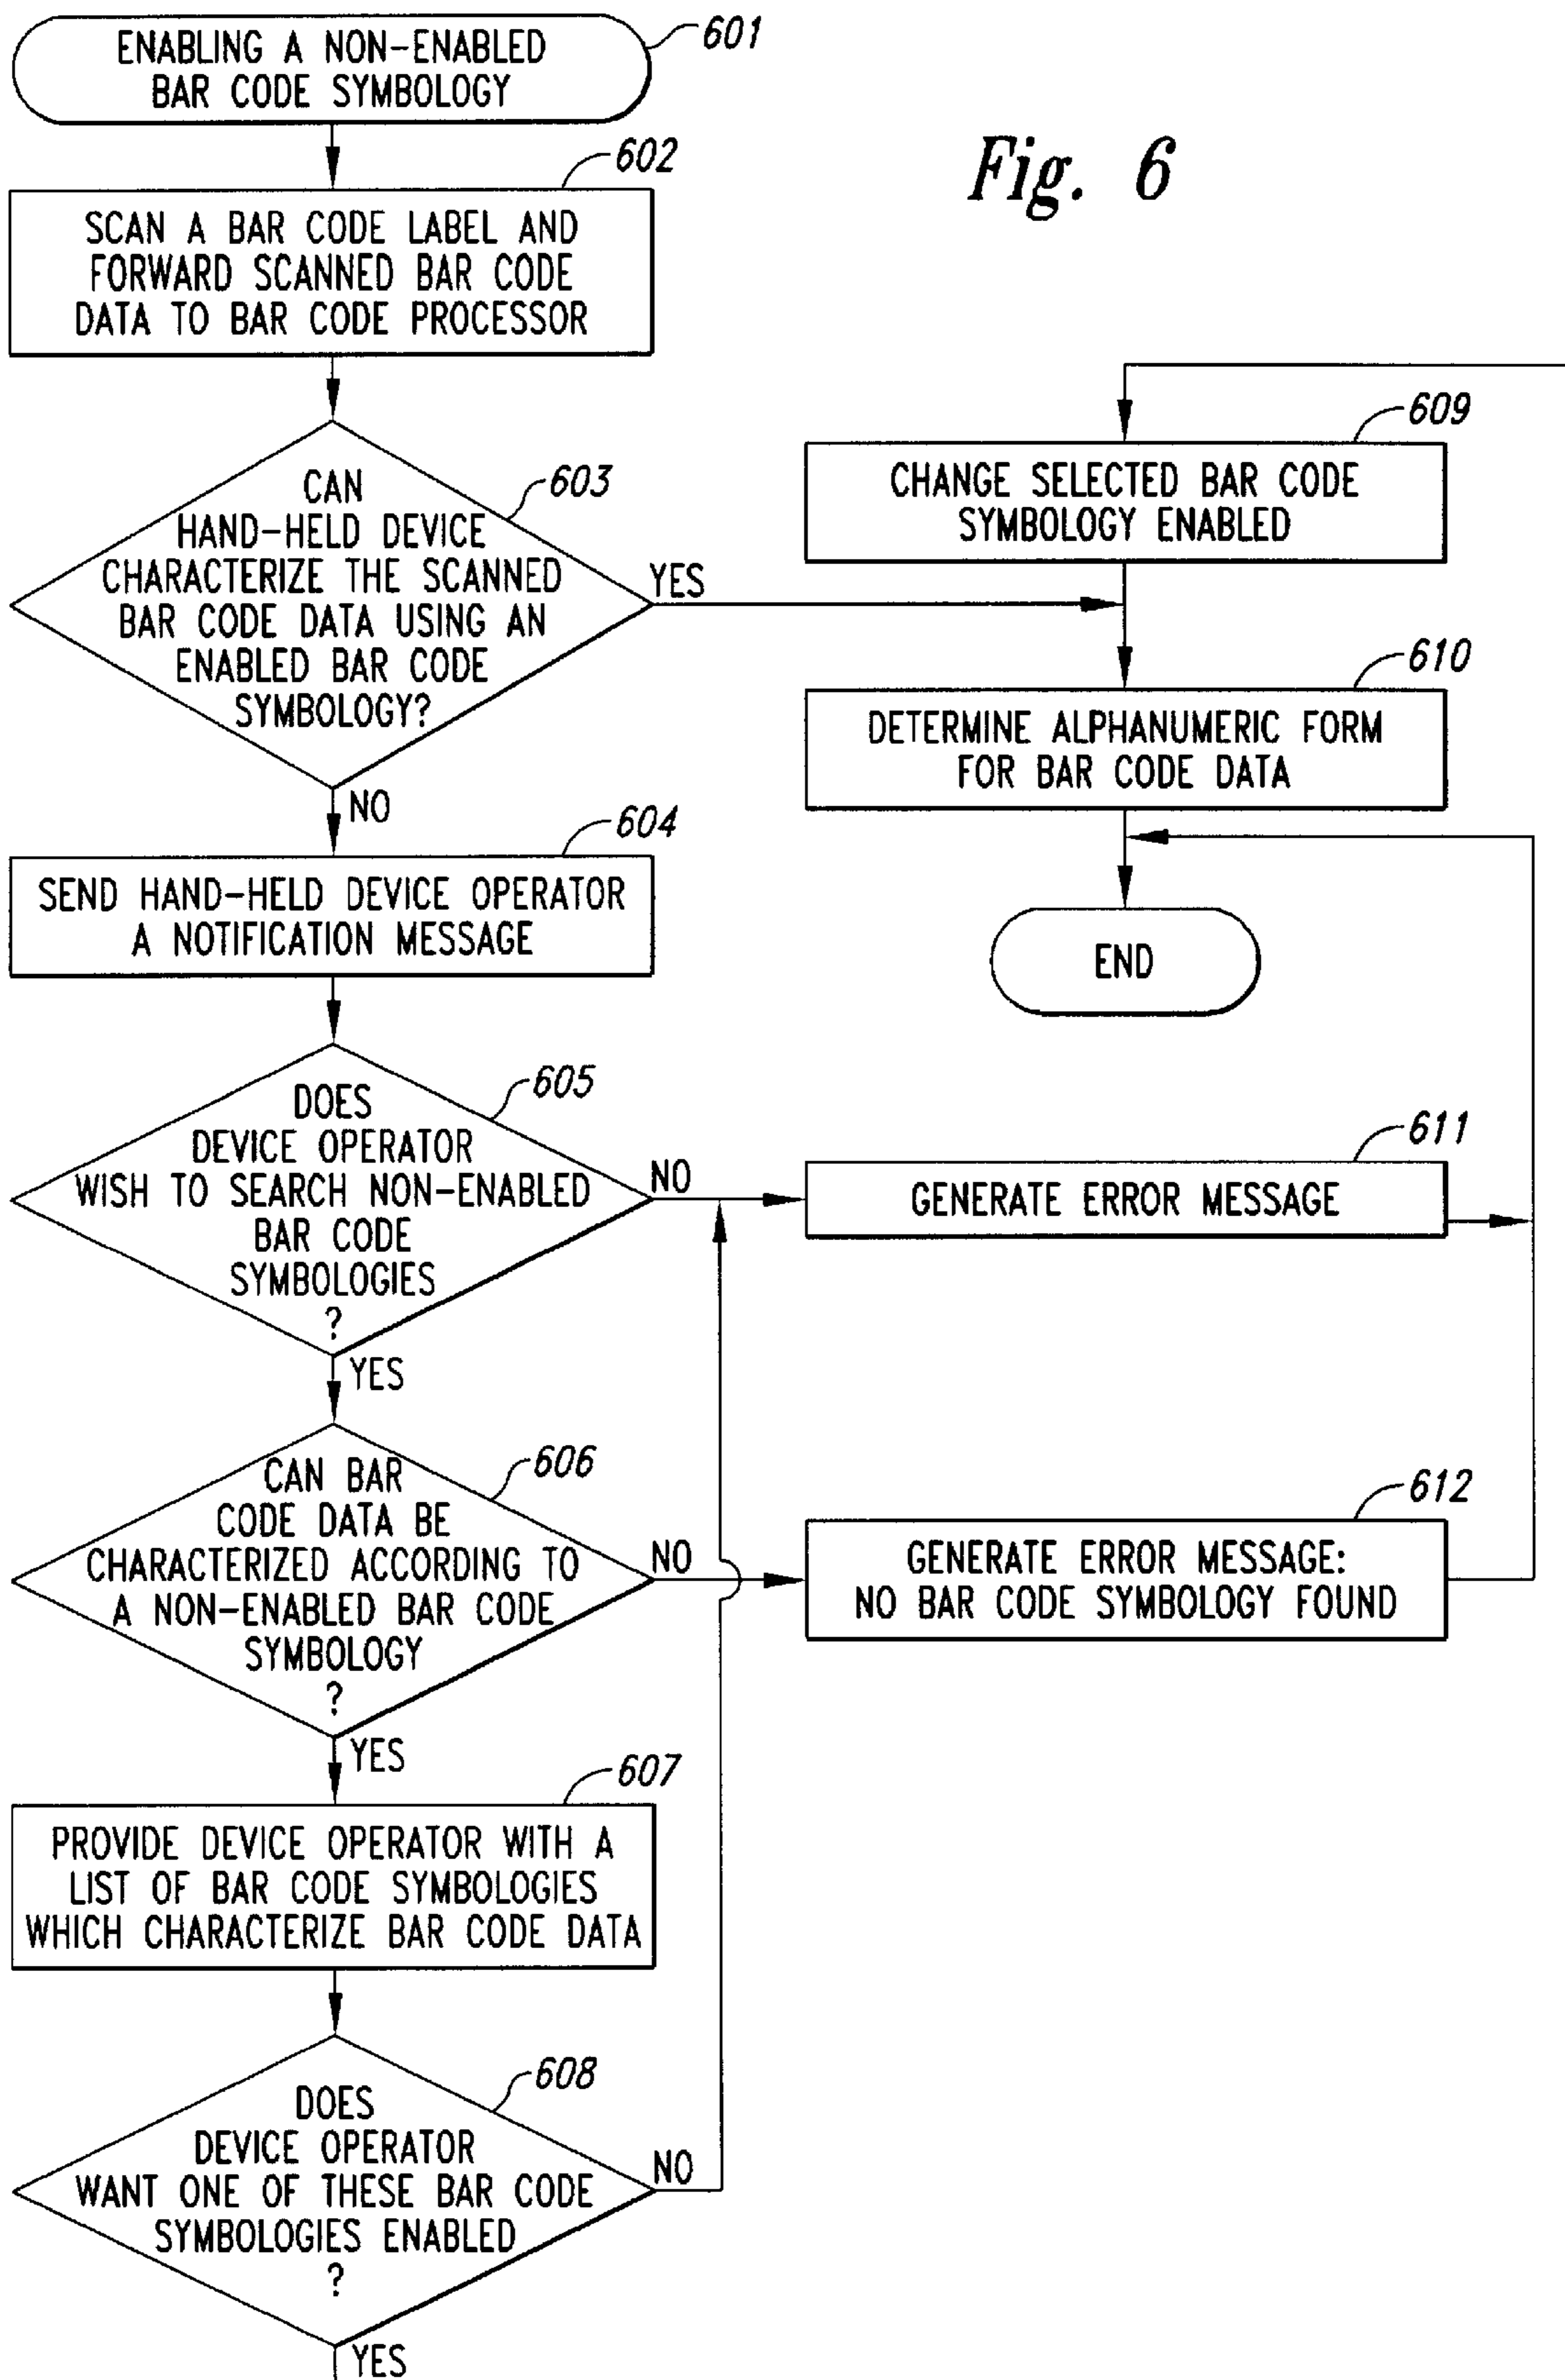 ENABLING A NON-ENABLED
BAR CODE SYMBOLOGY
601
Fig. 6
602
SCAN A BAR CODE LABEL AND
FORWARD SCANNED BAR CODE
DATA TO BAR CODE PROCESSOR
603
CAN
HAND-HELD DEVICE
CHARACTERIZE THE SCANNED
BAR CODE DATA USING AN
ENABLED BAR CODE
SYMBOLOGY?
YES
NO
609
CHANGE SELECTED BAR CODE
SYMBOLOGY ENABLED
610
DETERMINE ALPHANUMERIC FORM
FOR BAR CODE DATA
END
604
SEND HAND-HELD DEVICE OPERATOR
A NOTIFICATION MESSAGE
605
DOES
DEVICE OPERATOR
WISH TO SEARCH NON-ENABLED
BAR CODE
SYMBOLOGIES
?
NO
YES
611
GENERATE ERROR MESSAGE
606
CAN BAR
CODE DATA BE
CHARACTERIZED ACCORDING TO
A NON-ENABLED BAR CODE
SYMBOLOGY
?
NO
YES
612
GENERATE ERROR MESSAGE:
NO BAR CODE SYMBOLOGY FOUND
607
PROVIDE DEVICE OPERATOR WITH A
LIST OF BAR CODE SYMBOLOGIES
WHICH CHARACTERIZE BAR CODE DATA
608
DOES
DEVICE OPERATOR
WANT ONE OF THESE BAR CODE
SYMBOLOGIES ENABLED
?
NO
YES